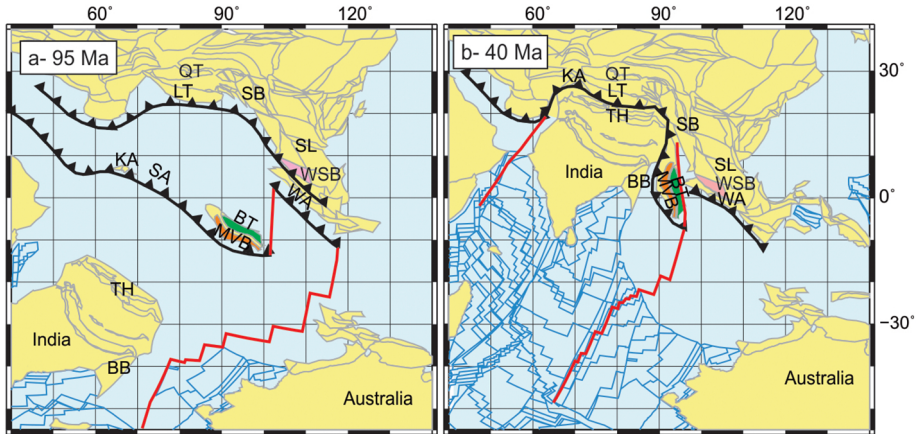 60
90
120
a- 95 Ma
QT
LT
SB
SL
WSB
KA
SA
WA
BT
MVB
TH
India
BB
Australia
60
90
120
b- 40 Ma
KA
QT
LT
TH
SB
India
BB
MVB
BT
SL
WSB
WA
Australia
30°
0°
−30°